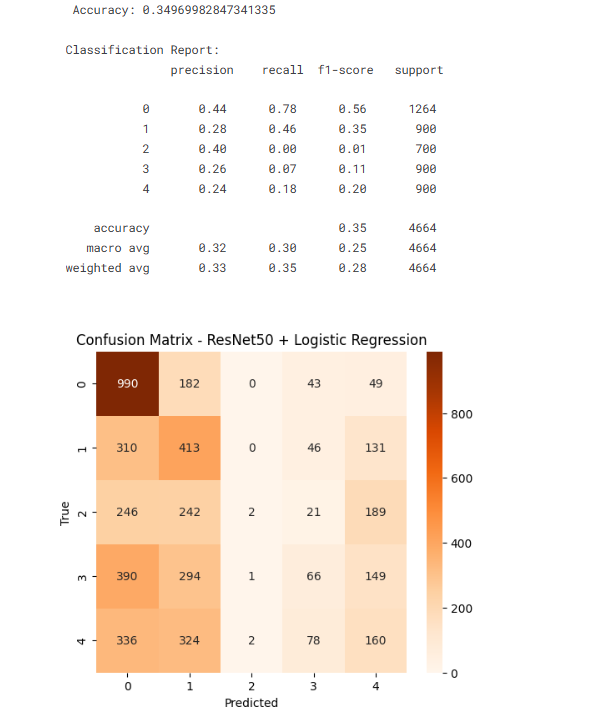 Accuracy: 0.34969982847341335
Classification Report:
precision recall f1-score support
0 0.44 0.78 0.56 1264
1 0.28 0.46 0.35 900
2 0.40 0.00 0.01 700
3 0.26 0.07 0.11 900
4 0.24 0.18 0.20 900
accuracy 0.35 4664
macro avg 0.32 0.30 0.25 4664
weighted avg 0.33 0.35 0.28 4664
Confusion Matrix - ResNet50 + Logistic Regression
0 990 182 0 43 49
800
1 310 413 0 46 131
600
True
2 246 242 2 21 189
400
3 390 294 1 66 149
200
4 336 324 2 78 160
0
0 1 2 3 4
Predicted